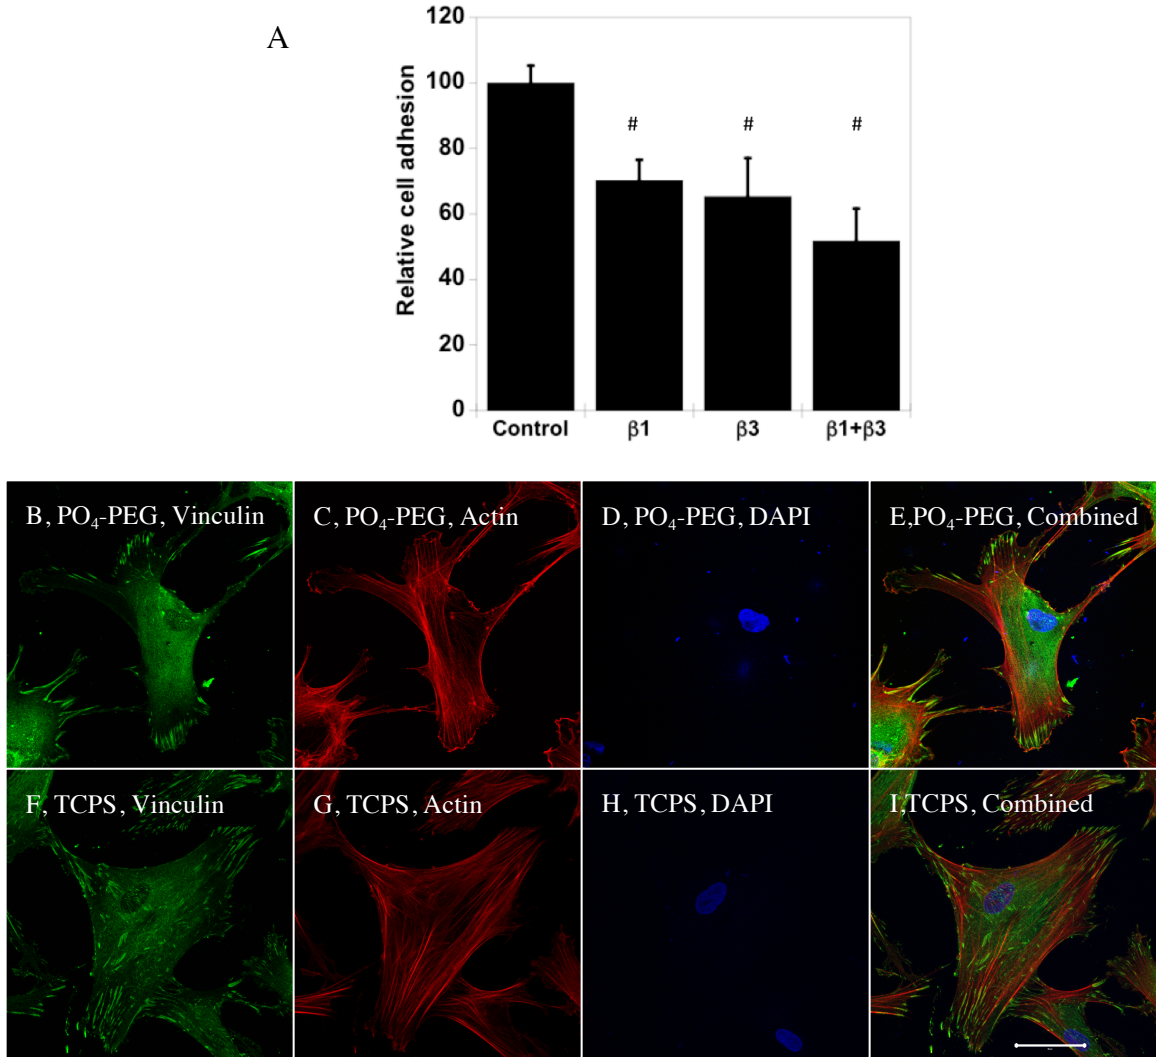 A
120
100
80
60
40
20
0
Relative cell adhesion
# # #
Control β1 β3 β1+β3
B, PO₄-PEG, Vinculin
C, PO₄-PEG, Actin
D, PO₄-PEG, DAPI
E,PO₄-PEG, Combined
F, TCPS, Vinculin
G, TCPS, Actin
H, TCPS, DAPI
I,TCPS, Combined